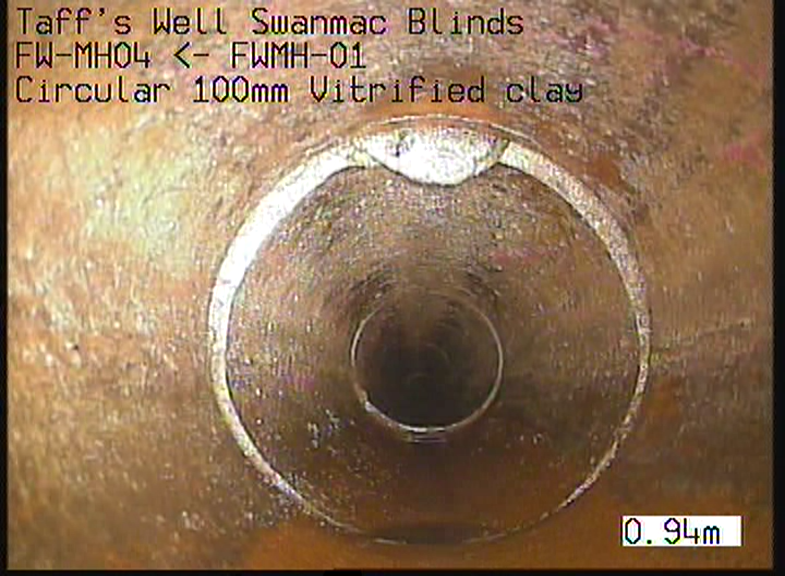 Taff's Well Swanmac Blinds
FW-MH04 <- FWMH-01
Circular 100mm Vitrified clay
0.94m